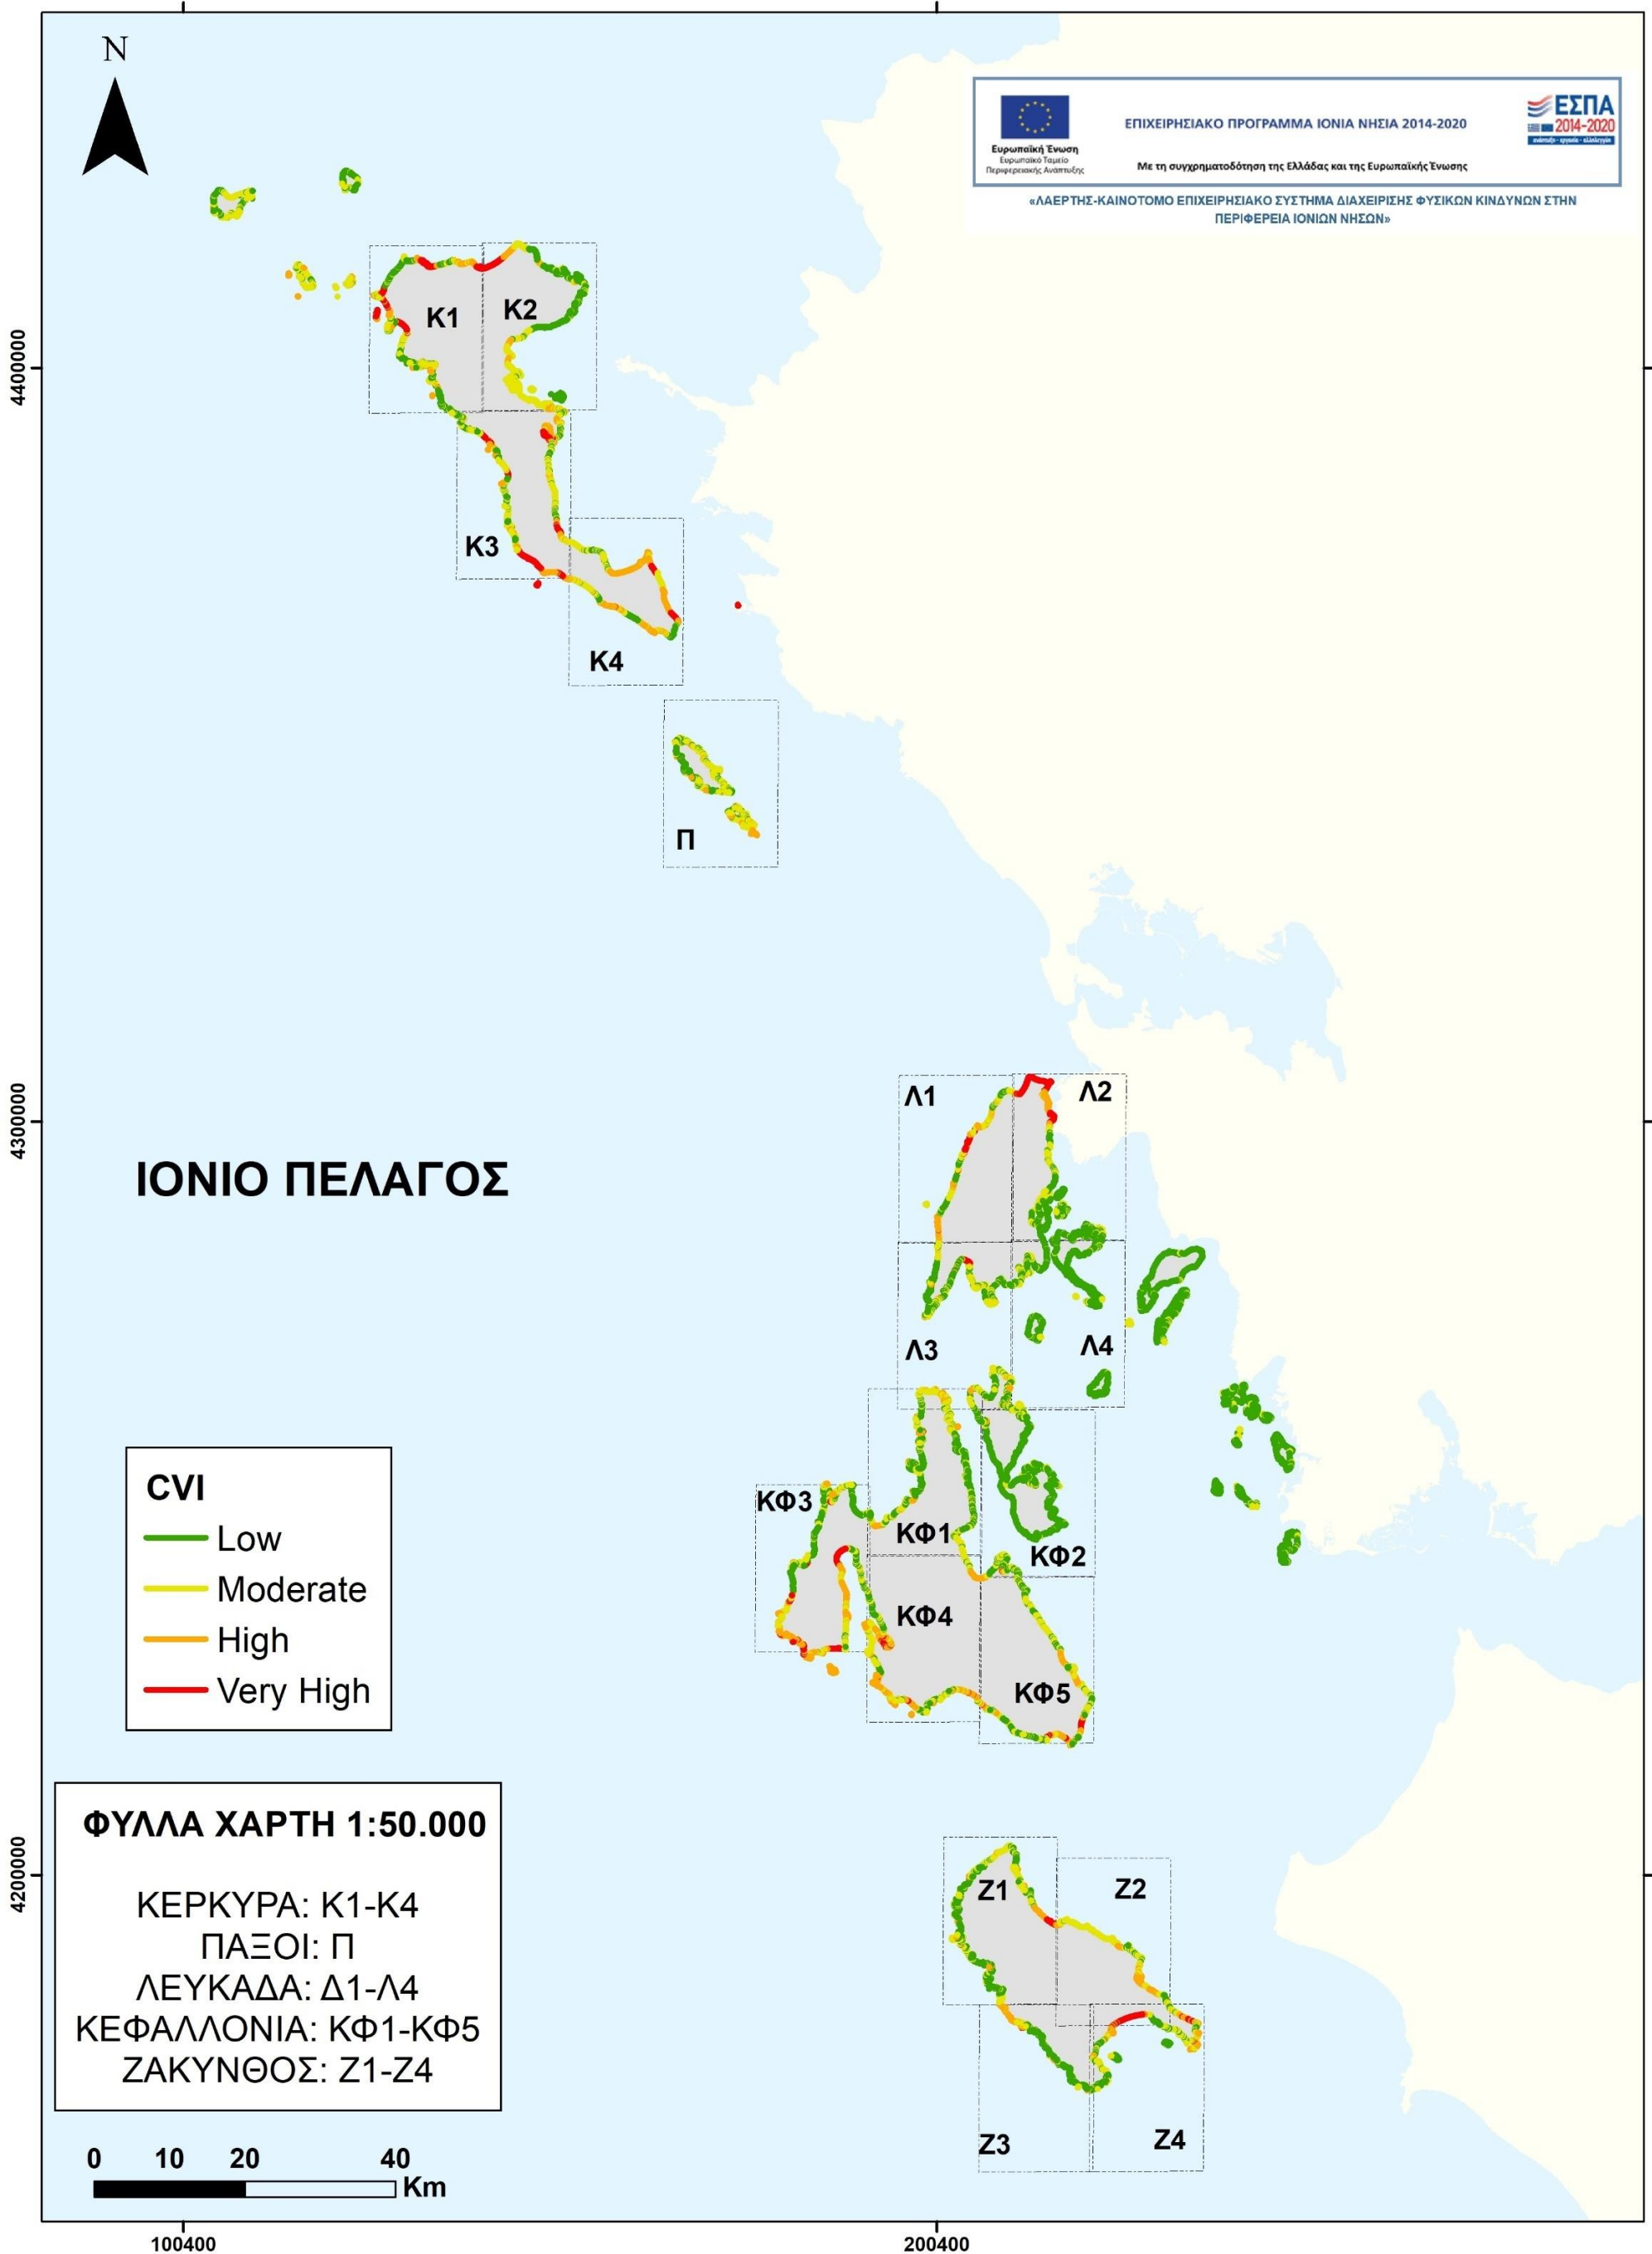 N
Ευρωπαϊκή Ένωση
Ευρωπαϊκό Ταμείο
Περιφερειακής Ανάπτυξης
ΕΠΙΧΕΙΡΗΣΙΑΚΟ ΠΡΟΓΡΑΜΜΑ ΙΟΝΙΑ ΝΗΣΙΑ 2014-2020
Με τη συγχρηματοδότηση της Ελλάδας και της Ευρωπαϊκής Ένωσης
ΕΣΠΑ
2014-2020
ανάπτυξη - εργασία - αλληλεγγύη
«ΛΑΕΡΤΗΣ-ΚΑΙΝΟΤΟΜΟ ΕΠΙΧΕΙΡΗΣΙΑΚΟ ΣΥΣΤΗΜΑ ΔΙΑΧΕΙΡΙΣΗΣ ΦΥΣΙΚΩΝ ΚΙΝΔΥΝΩΝ ΣΤΗΝ
ΠΕΡΙΦΕΡΕΙΑ ΙΟΝΙΩΝ ΝΗΣΩΝ»
K1
K2
4400000
K3
K4
Π
Λ1
Λ2
4300000
ΙΟΝΙΟ ΠΕΛΑΓΟΣ
Λ3
Λ4
CVI
Low
Moderate
High
Very High
ΚΦ3
ΚΦ1
ΚΦ2
ΚΦ4
ΚΦ5
ΦΥΛΛΑ ΧΑΡΤΗ 1:50.000
ΚΕΡΚΥΡΑ: Κ1-Κ4
ΠΑΞΟΙ: Π
ΛΕΥΚΑΔΑ: Δ1-Λ4
ΚΕΦΑΛΛΟΝΙΑ: ΚΦ1-ΚΦ5
ΖΑΚΥΝΘΟΣ: Ζ1-Ζ4
4200000
Z1
Z2
Z3
Z4
0 10 20 40
Km
100400
200400